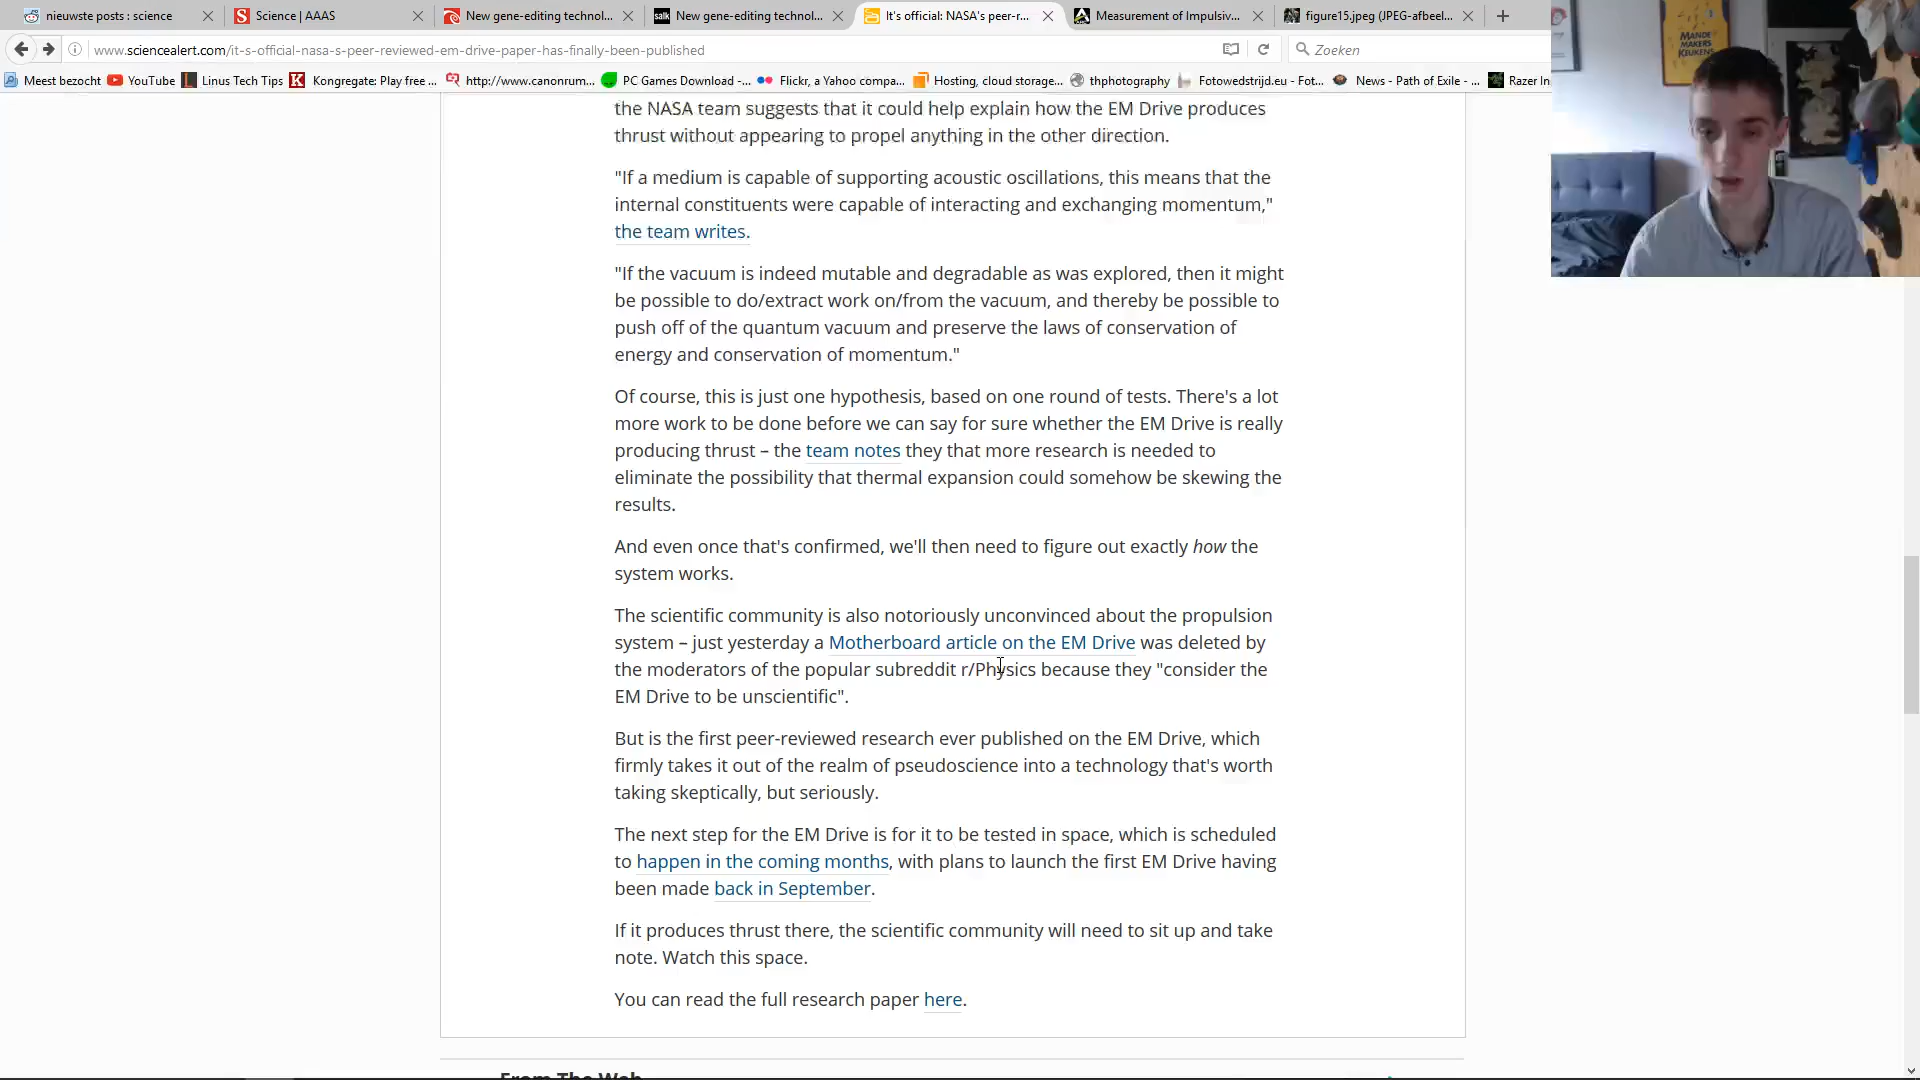 nieuwste posts : science
Science | AAAS
New gene-editing technol...
New gene-editing technol...
It's official: NASA's peer-r...
Measurement of Impulsiv...
figure15.jpeg (JPEG-afbeel...
www.sciencealert.com/it-s-official-nasa-s-peer-reviewed-em-drive-paper-has-finally-been-published
Zoeken
Meest bezocht
YouTube
Linus Tech Tips
Kongregate: Play free ...
http://www.canonrum...
PC Games Download -...
Flickr, a Yahoo compa...
Hosting, cloud storage...
thphotography
Fotowedstrijd.eu - Fot...
News - Path of Exile - ...
Razer In
MANDE
MAKERS
KEUKENS
the NASA team suggests that it could help explain how the EM Drive produces
thrust without appearing to propel anything in the other direction.
"If a medium is capable of supporting acoustic oscillations, this means that the
internal constituents were capable of interacting and exchanging momentum,"
the team writes.
"If the vacuum is indeed mutable and degradable as was explored, then it might
be possible to do/extract work on/from the vacuum, and thereby be possible to
push off of the quantum vacuum and preserve the laws of conservation of
energy and conservation of momentum."
Of course, this is just one hypothesis, based on one round of tests. There's a lot
more work to be done before we can say for sure whether the EM Drive is really
producing thrust – the team notes they that more research is needed to
eliminate the possibility that thermal expansion could somehow be skewing the
results.
And even once that's confirmed, we'll then need to figure out exactly how the
system works.
The scientific community is also notoriously unconvinced about the propulsion
system – just yesterday a Motherboard article on the EM Drive was deleted by
the moderators of the popular subreddit r/Physics because they "consider the
EM Drive to be unscientific".
But is the first peer-reviewed research ever published on the EM Drive, which
firmly takes it out of the realm of pseudoscience into a technology that's worth
taking skeptically, but seriously.
The next step for the EM Drive is for it to be tested in space, which is scheduled
to happen in the coming months, with plans to launch the first EM Drive having
been made back in September.
If it produces thrust there, the scientific community will need to sit up and take
note. Watch this space.
You can read the full research paper here.
From The Web